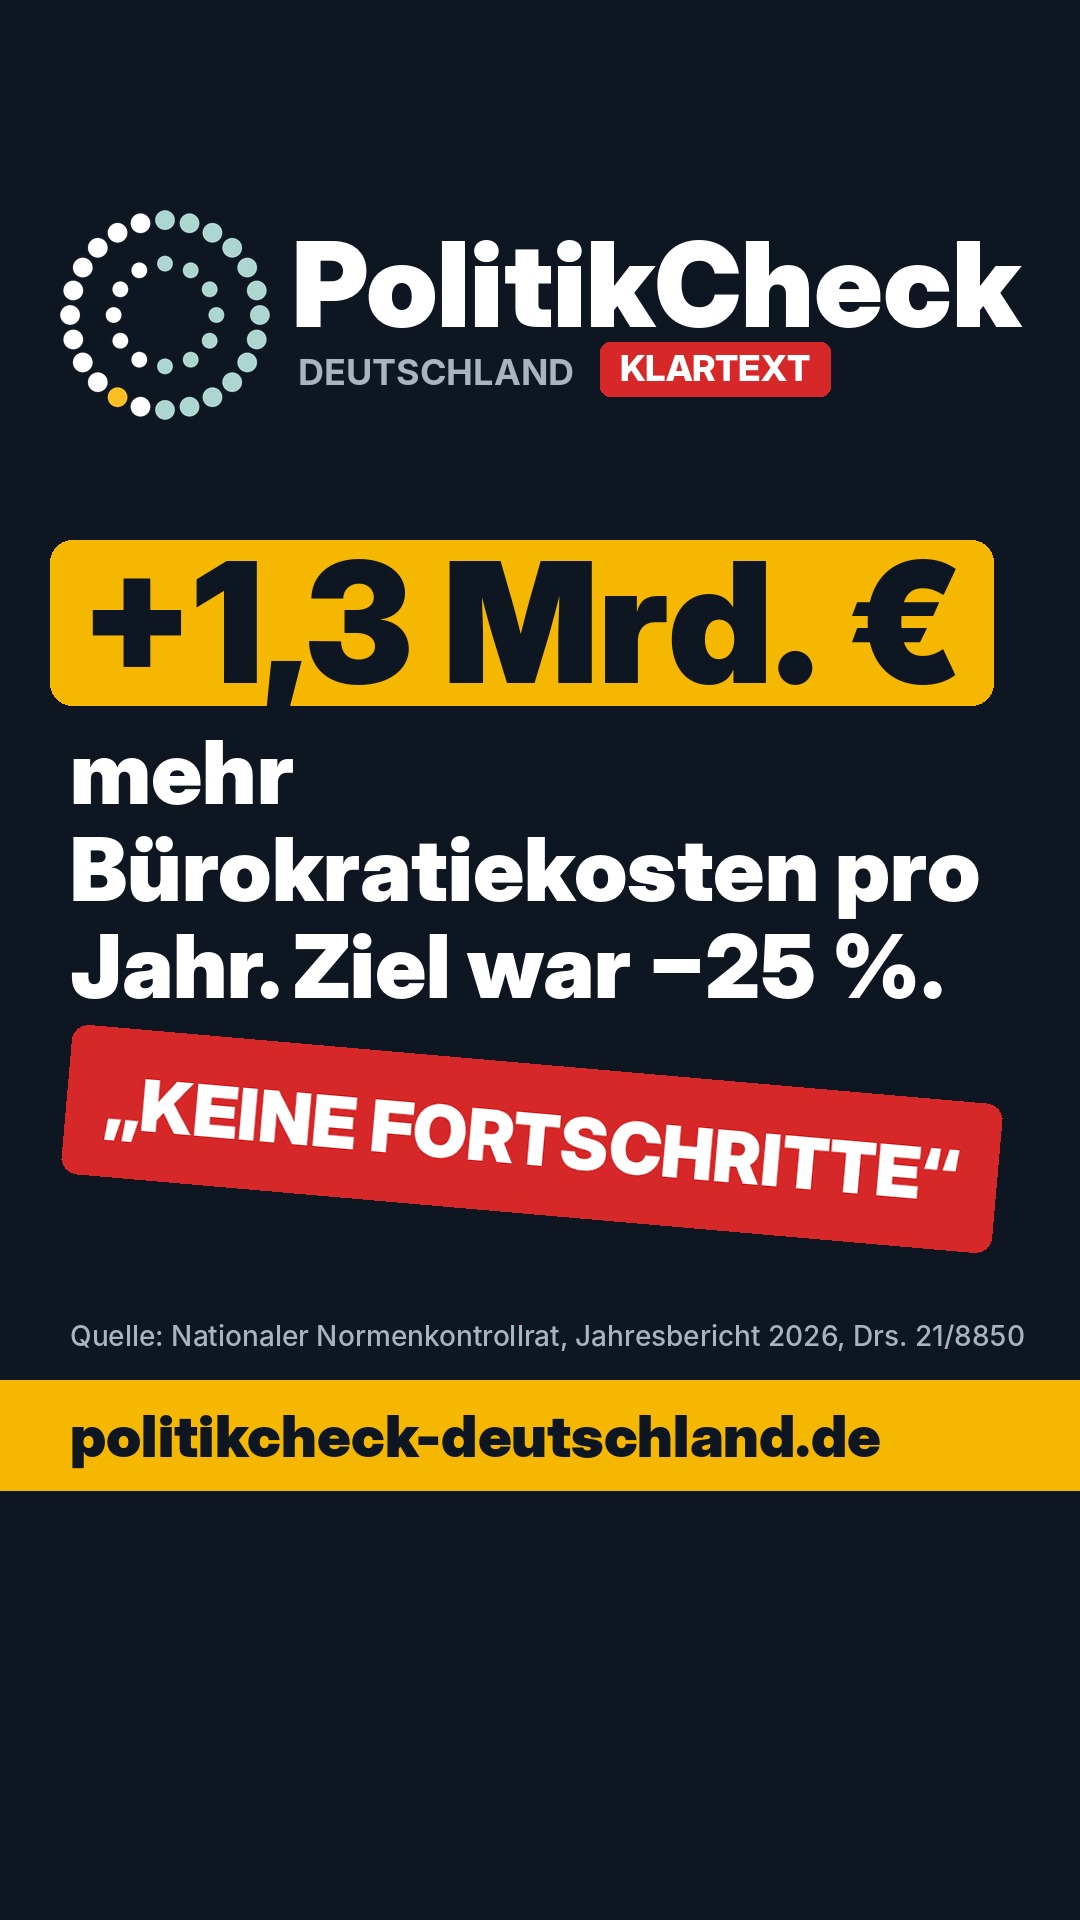 PolitikCheck
DEUTSCHLAND KLARTEXT
+1,3 Mrd. €
mehr
Bürokratiekosten pro
Jahr. Ziel war −25 %.
„KEINE FORTSCHRITTE“
Quelle: Nationaler Normenkontrollrat, Jahresbericht 2026, Drs. 21/8850
politikcheck-deutschland.de